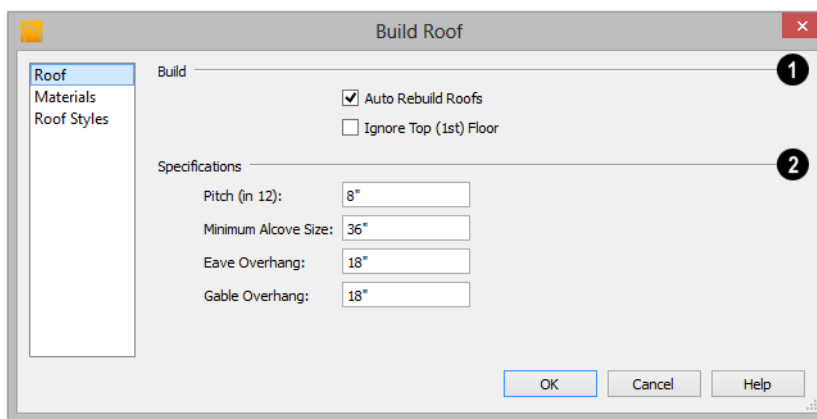 Build Roof
Roof
Materials
Roof Styles
Build
1
Auto Rebuild Roofs
Ignore Top (1st) Floor
Specifications
2
Pitch (in 12): 8"
Minimum Alcove Size: 36"
Eave Overhang: 18"
Gable Overhang: 18"
OK Cancel Help